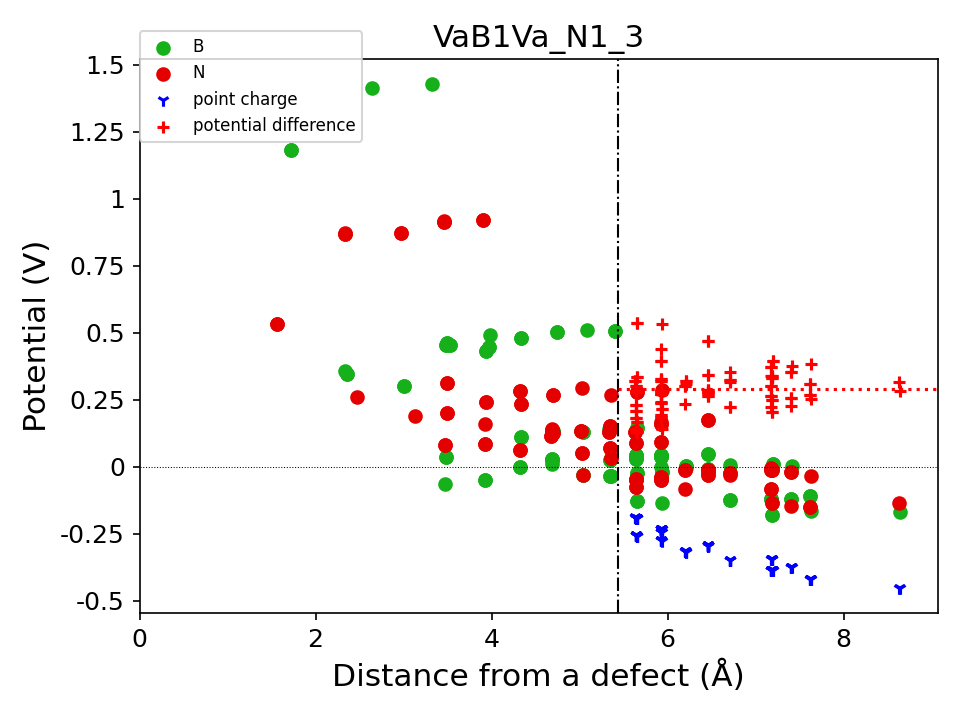 VaB1Va_N1_3
B
N
point charge
potential difference
1.5
1.25
1
0.75
0.5
0.25
0
-0.25
-0.5
Potential (V)
0
2
4
6
8
Distance from a defect (Å)